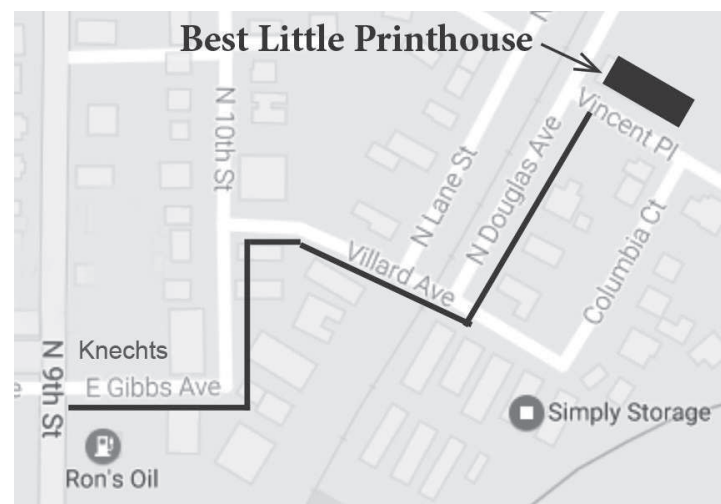 Best Little Printhouse
N 10th St
Vincent Pl
N Lane St
N Douglas Ave
Villard Ave
Columbia Ct
N 9th St
Knechts
E Gibbs Ave
Simply Storage
Ron's Oil